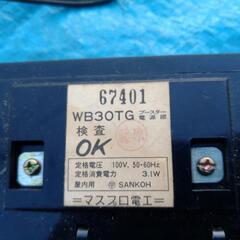 67401
WB30TG ブースター電源部
検査
OK
定格電圧 100V, 50-60Hz
定格消費電力 3.1W
屋内用 〒 SANKOH
=マスプロ電工=